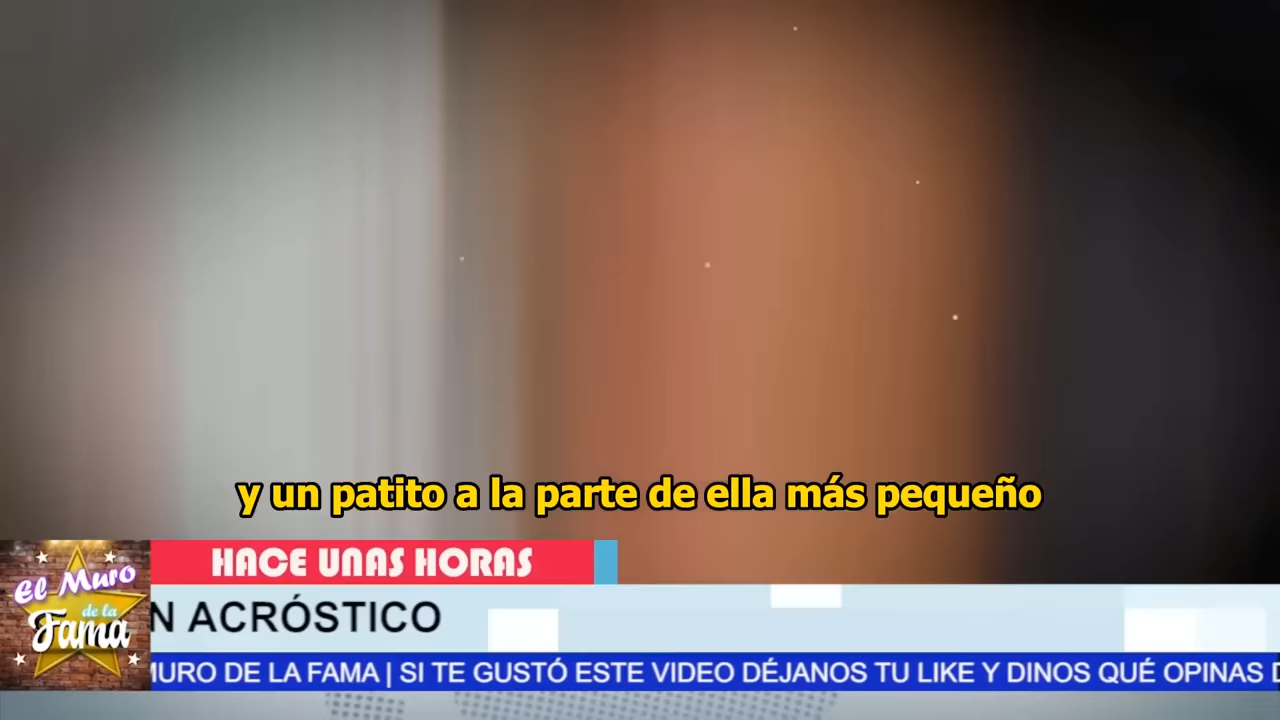 y un patito a la parte de ella más pequeño
HACE UNAS HORAS
El Muro
de la
Fama
N ACRÓSTICO
MURO DE LA FAMA | SI TE GUSTÓ ESTE VIDEO DÉJANOS TU LIKE Y DINOS QUÉ OPINAS D